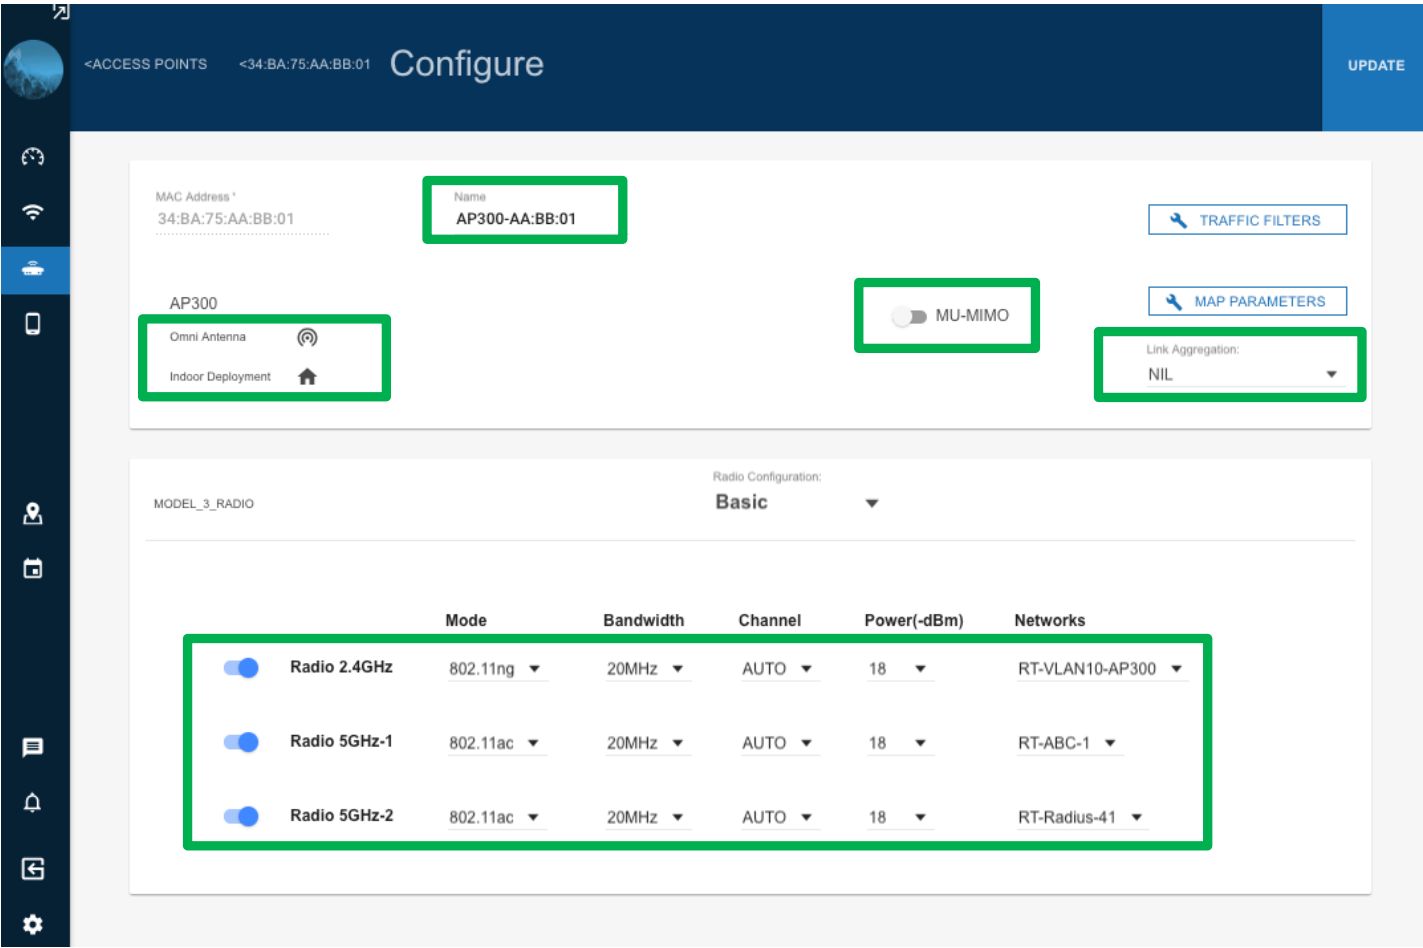 <ACCESS POINTS <34:BA:75:AA:BB:01 Configure
UPDATE
MAC Address *
34:BA:75:AA:BB:01
Name
AP300-AA:BB:01
TRAFFIC FILTERS
AP300
MAP PARAMETERS
Omni Antenna
MU-MIMO
Indoor Deployment
Link Aggregation:
NIL
Radio Configuration:
MODEL_3_RADIO
Basic
Mode Bandwidth Channel Power(-dBm) Networks
Radio 2.4GHz 802.11ng 20MHz AUTO 18 RT-VLAN10-AP300
Radio 5GHz-1 802.11ac 20MHz AUTO 18 RT-ABC-1
Radio 5GHz-2 802.11ac 20MHz AUTO 18 RT-Radius-41